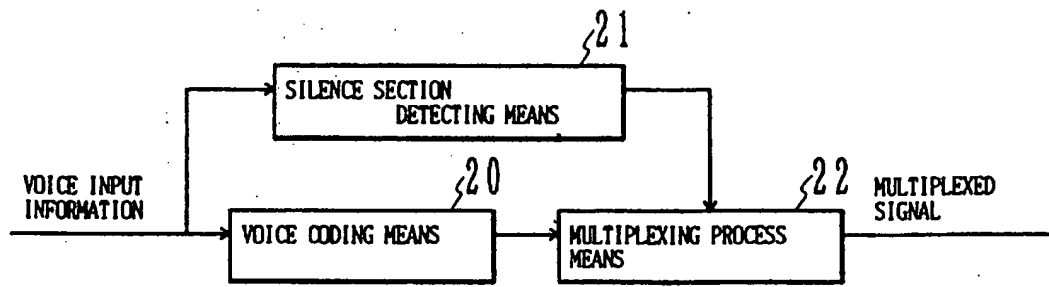 21
SILENCE SECTION
DETECTING MEANS
VOICE INPUT
INFORMATION
20
VOICE CODING MEANS
22
MULTIPLEXING PROCESS
MEANS
MULTIPLEXED
SIGNAL